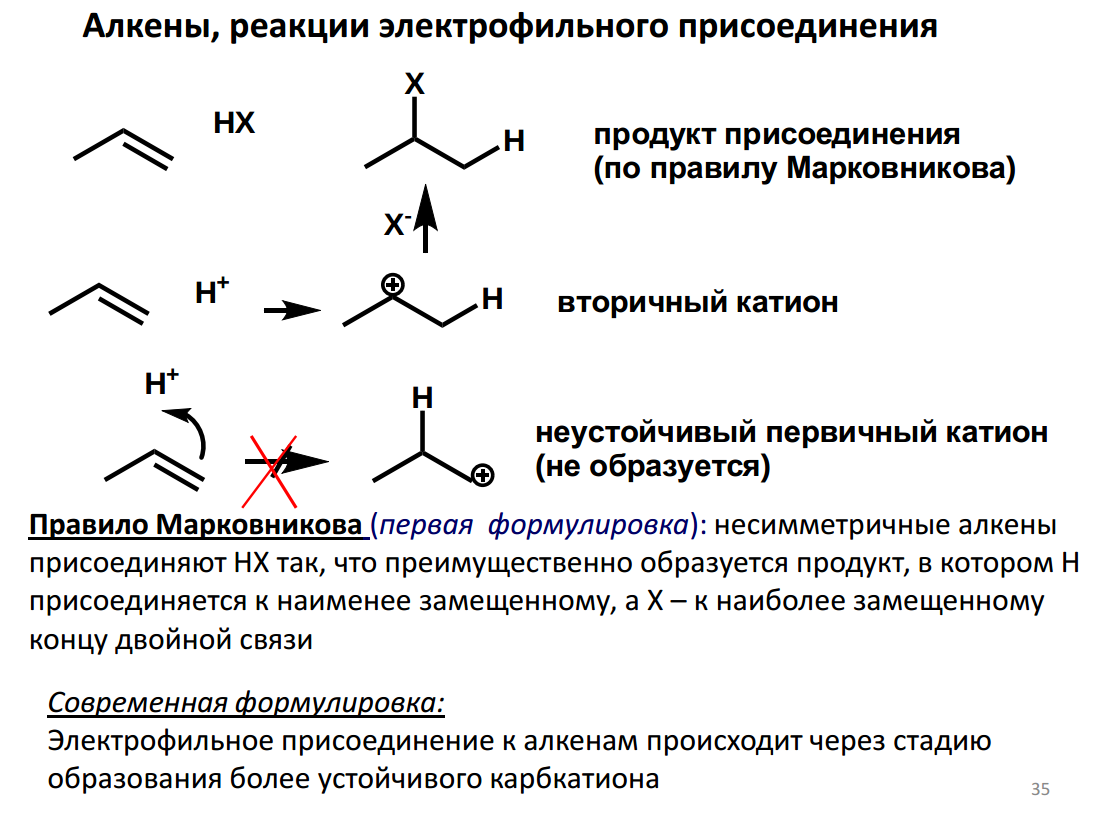 Алкены, реакции электрофильного присоединения
X
HX
H
продукт присоединения
(по правилу Марковникова)
X-
H+
H
вторичный катион
H+
H
неустойчивый первичный катион
(не образуется)
Правило Марковникова (первая формулировка): несимметричные алкены
присоединяют HX так, что преимущественно образуется продукт, в котором H
присоединяется к наименее замещенному, а X – к наиболее замещенному
концу двойной связи
Современная формулировка:
Электрофильное присоединение к алкенам происходит через стадию
образования более устойчивого карбкатиона
35